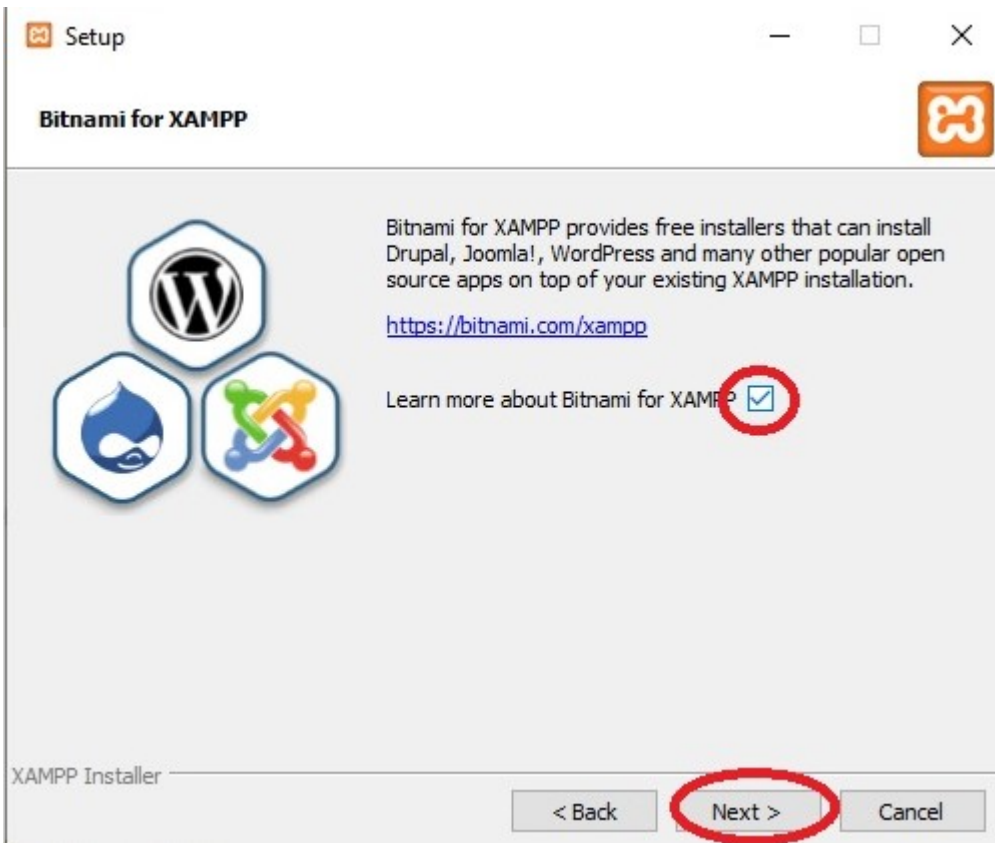 Setup
Bitnami for XAMPP
Bitnami for XAMPP provides free installers that can install
Drupal, Joomla!, WordPress and many other popular open
source apps on top of your existing XAMPP installation.
https://bitnami.com/xampp
Learn more about Bitnami for XAMPP
XAMPP Installer
< Back Next > Cancel